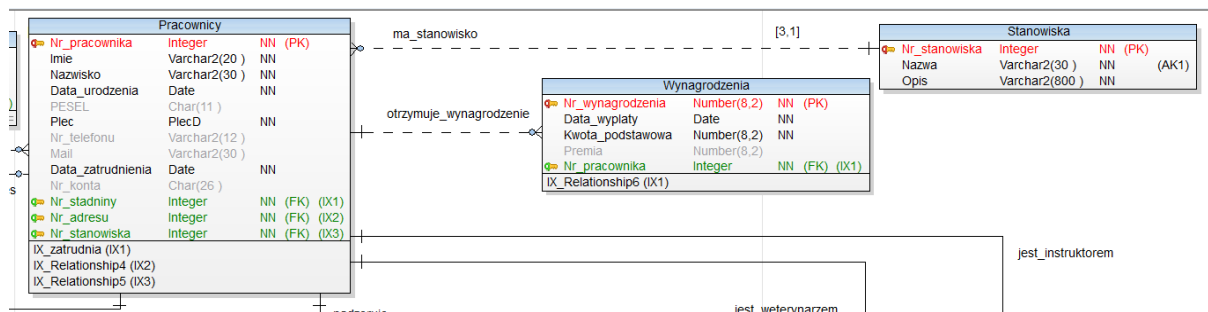 Pracownicy
Nr_pracownika Integer NN (PK)
Imie Varchar2(20 ) NN
Nazwisko Varchar2(30 ) NN
Data_urodzenia Date NN
PESEL Char(11 )
Plec PlecD NN
Nr_telefonu Varchar2(12 )
Mail Varchar2(30 )
Data_zatrudnienia Date NN
Nr_konta Char(26 )
Nr_stadniny Integer NN (FK) (IX1)
Nr_adresu Integer NN (FK) (IX2)
Nr_stanowiska Integer NN (FK) (IX3)
IX_zatrudnia (IX1)
IX_Relationship4 (IX2)
IX_Relationship5 (IX3)
ma_stanowisko [3,1]
Stanowiska
Nr_stanowiska Integer NN (PK)
Nazwa Varchar2(30 ) NN (AK1)
Opis Varchar2(800 ) NN
otrzymuje_wynagrodzenie
Wynagrodzenia
Nr_wynagrodzenia Number(8,2) NN (PK)
Data_wyplaty Date NN
Kwota_podstawowa Number(8,2) NN
Premia Number(8,2)
Nr_pracownika Integer NN (FK) (IX1)
IX_Relationship6 (IX1)
jest_instruktorem
jest_weterynarzem